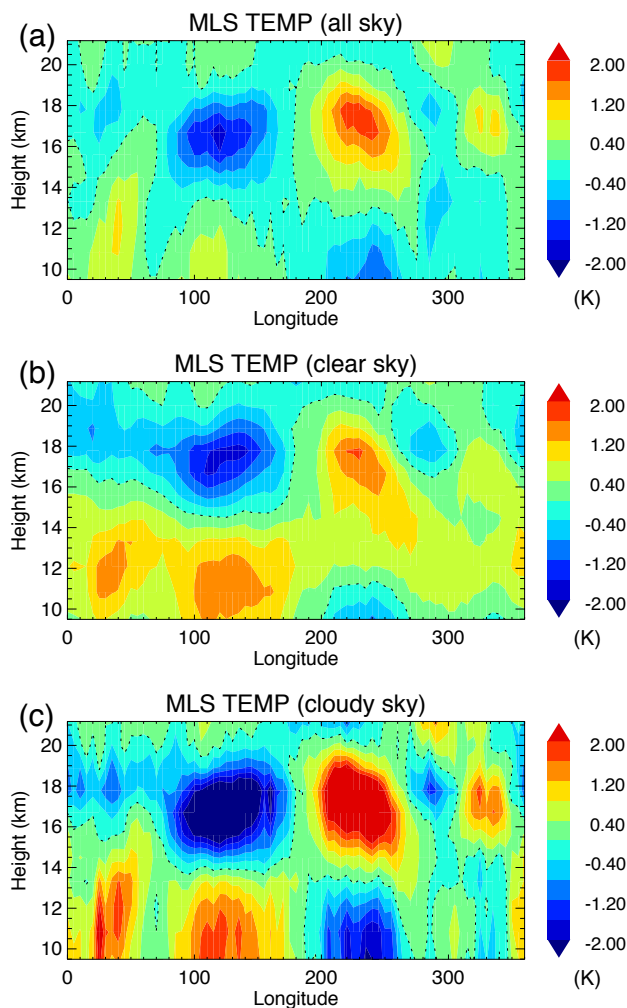 (a) MLS TEMP (all sky)
20
18
16
14
12
10
Height (km)
0 100 200 300
Longitude
2.00
1.20
0.40
-0.40
-1.20
-2.00
(K)
(b) MLS TEMP (clear sky)
20
18
16
14
12
10
Height (km)
0 100 200 300
Longitude
2.00
1.20
0.40
-0.40
-1.20
-2.00
(K)
(c) MLS TEMP (cloudy sky)
20
18
16
14
12
10
Height (km)
0 100 200 300
Longitude
2.00
1.20
0.40
-0.40
-1.20
-2.00
(K)